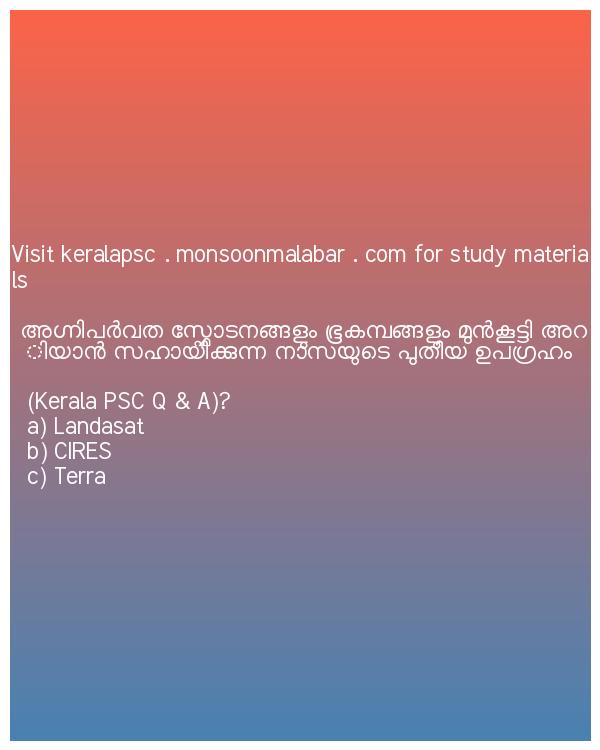 Visit keralapsc . monsoonmalabar . com for study materia
ls
അഗ്നിപർവത സ്ഫോടനങ്ങളും ഭൂകമ്പങ്ങളും മുൻകൂട്ടി അറ
ിയാൻ സഹായിക്കുന്ന നാസയുടെ പുതിയ ഉപഗ്രഹം
(Kerala PSC Q & A)?
a) Landasat
b) CIRES
c) Terra